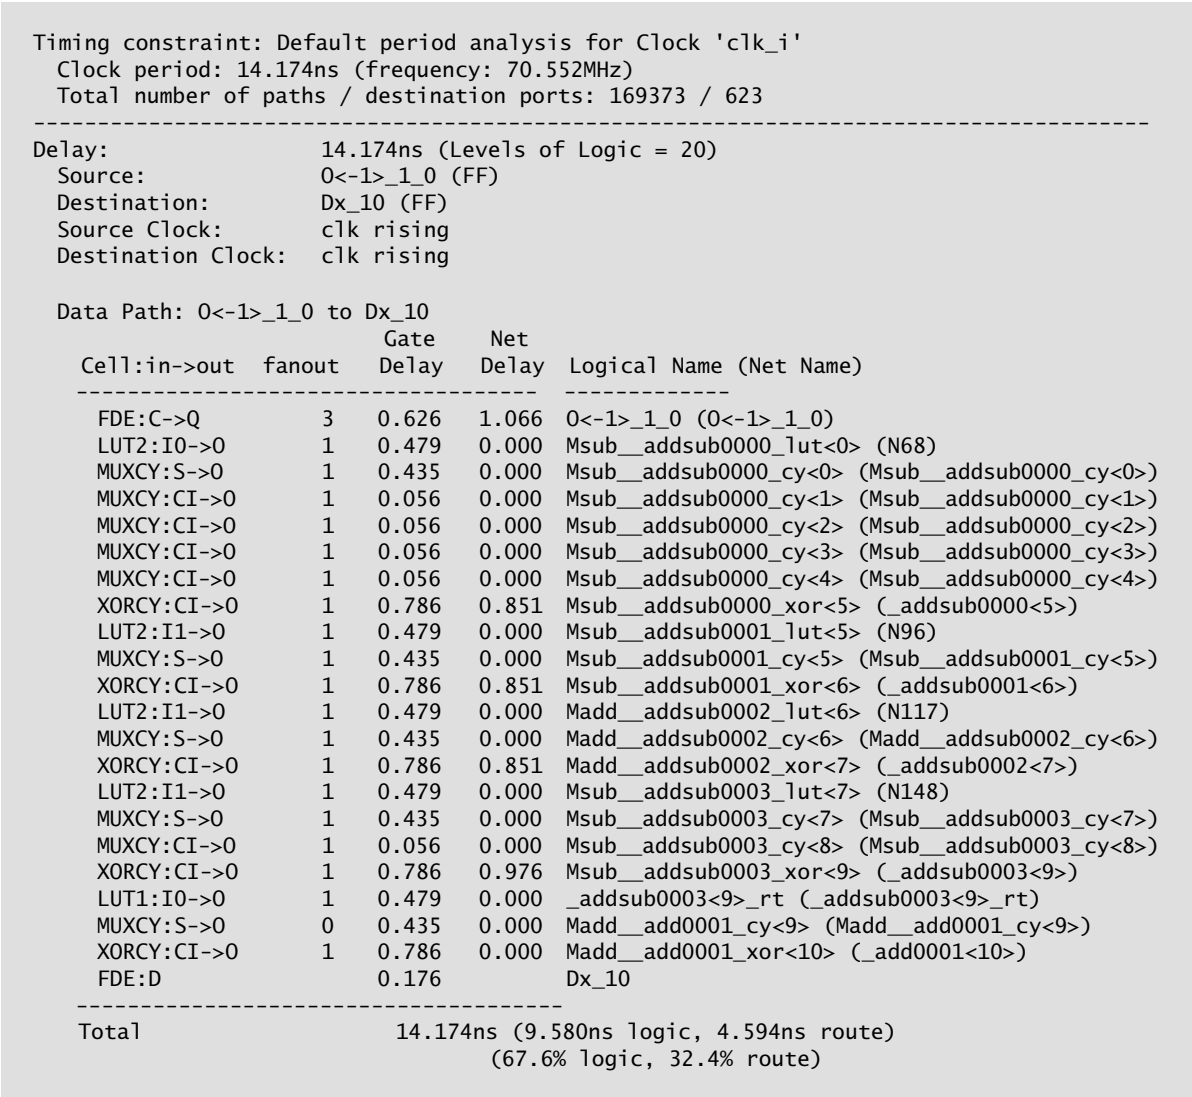 Timing constraint: Default period analysis for Clock 'clk_i'
Clock period: 14.174ns (frequency: 70.552MHz)
Total number of paths / destination ports: 169373 / 623
---------------------------------------------------------------------------------------
Delay: 14.174ns (Levels of Logic = 20)
Source: O<-1>_1_0 (FF)
Destination: Dx_10 (FF)
Source Clock: clk rising
Destination Clock: clk rising
Data Path: O<-1>_1_0 to Dx_10
Gate Net
Cell:in->out fanout Delay Delay Logical Name (Net Name)
------------------------------------ -------------
FDE:C->Q 3 0.626 1.066 O<-1>_1_0 (O<-1>_1_0)
LUT2:I0->O 1 0.479 0.000 Msub__addsub0000_lut<0> (N68)
MUXCY:S->O 1 0.435 0.000 Msub__addsub0000_cy<0> (Msub__addsub0000_cy<0>)
MUXCY:CI->O 1 0.056 0.000 Msub__addsub0000_cy<1> (Msub__addsub0000_cy<1>)
MUXCY:CI->O 1 0.056 0.000 Msub__addsub0000_cy<2> (Msub__addsub0000_cy<2>)
MUXCY:CI->O 1 0.056 0.000 Msub__addsub0000_cy<3> (Msub__addsub0000_cy<3>)
MUXCY:CI->O 1 0.056 0.000 Msub__addsub0000_cy<4> (Msub__addsub0000_cy<4>)
XORCY:CI->O 1 0.786 0.851 Msub__addsub0000_xor<5> (_addsub0000<5>)
LUT2:I1->O 1 0.479 0.000 Msub__addsub0001_lut<5> (N96)
MUXCY:S->O 1 0.435 0.000 Msub__addsub0001_cy<5> (Msub__addsub0001_cy<5>)
XORCY:CI->O 1 0.786 0.851 Msub__addsub0001_xor<6> (_addsub0001<6>)
LUT2:I1->O 1 0.479 0.000 Madd__addsub0002_lut<6> (N117)
MUXCY:S->O 1 0.435 0.000 Madd__addsub0002_cy<6> (Madd__addsub0002_cy<6>)
XORCY:CI->O 1 0.786 0.851 Madd__addsub0002_xor<7> (_addsub0002<7>)
LUT2:I1->O 1 0.479 0.000 Msub__addsub0003_lut<7> (N148)
MUXCY:S->O 1 0.435 0.000 Msub__addsub0003_cy<7> (Msub__addsub0003_cy<7>)
MUXCY:CI->O 1 0.056 0.000 Msub__addsub0003_cy<8> (Msub__addsub0003_cy<8>)
XORCY:CI->O 1 0.786 0.976 Msub__addsub0003_xor<9> (_addsub0003<9>)
LUT1:I0->O 1 0.479 0.000 _addsub0003<9>_rt (_addsub0003<9>_rt)
MUXCY:S->O 0 0.435 0.000 Madd__add0001_cy<9> (Madd__add0001_cy<9>)
XORCY:CI->O 1 0.786 0.000 Madd__add0001_xor<10> (_add0001<10>)
FDE:D 0.176 Dx_10
--------------------------------------
Total 14.174ns (9.580ns logic, 4.594ns route)
(67.6% logic, 32.4% route)